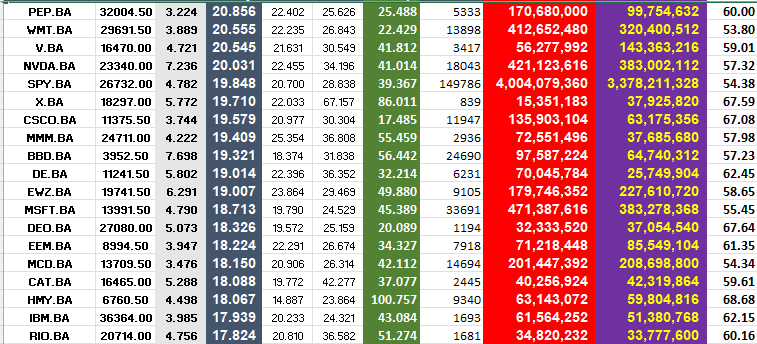 PEP.BA 32004.50 3.224 20.856 22.402 25.626 25.488 5333 170,680,000 99,754,632 60.00
WMT.BA 29691.50 3.889 20.555 22.235 26.843 22.429 13898 412,652,480 320,400,512 53.80
V.BA 16470.00 4.721 20.545 21.631 30.549 41.812 3417 56,277,992 143,363,216 59.01
NVDA.BA 23340.00 7.236 20.031 22.455 34.196 41.014 18043 421,123,616 383,002,112 57.32
SPY.BA 26732.00 4.782 19.848 20.700 28.838 39.367 149786 4,004,079,360 3,378,211,328 54.38
X.BA 18297.00 5.772 19.710 22.033 67.157 86.011 839 15,351,183 37,925,820 67.59
CSCO.BA 11375.50 3.744 19.579 20.977 30.304 17.485 11947 135,903,104 63,175,356 67.08
MMM.BA 24711.00 4.222 19.409 25.354 36.808 55.459 2936 72,551,496 37,685,680 57.98
BBD.BA 3952.50 7.698 19.321 18.374 31.838 56.442 24690 97,587,224 64,740,312 57.23
DE.BA 11241.50 5.802 19.014 22.396 36.352 32.214 6231 70,045,784 25,749,904 62.45
EWZ.BA 19741.50 6.291 19.007 23.864 29.469 49.880 9105 179,746,352 227,610,720 58.65
MSFT.BA 13991.50 4.790 18.713 19.790 24.529 45.389 33691 471,387,616 383,278,368 55.45
DEO.BA 27080.00 5.073 18.326 19.572 25.159 20.089 1194 32,333,520 37,054,540 67.64
EEM.BA 8994.50 3.947 18.224 22.291 26.674 34.327 7918 71,218,448 85,549,104 61.35
MCD.BA 13709.50 3.476 18.150 20.906 26.314 42.112 14694 201,447,392 208,698,800 54.34
CAT.BA 16465.00 5.288 18.088 19.772 42.277 37.077 2445 40,256,924 42,319,864 59.61
HMY.BA 6760.50 4.498 18.067 14.887 23.864 100.757 9340 63,143,072 59,804,816 68.68
IBM.BA 36364.00 3.985 17.939 20.233 24.321 43.084 1693 61,564,252 51,380,768 62.15
RIO.BA 20714.00 4.756 17.824 20.810 36.582 51.274 1681 34,820,232 33,777,600 60.16